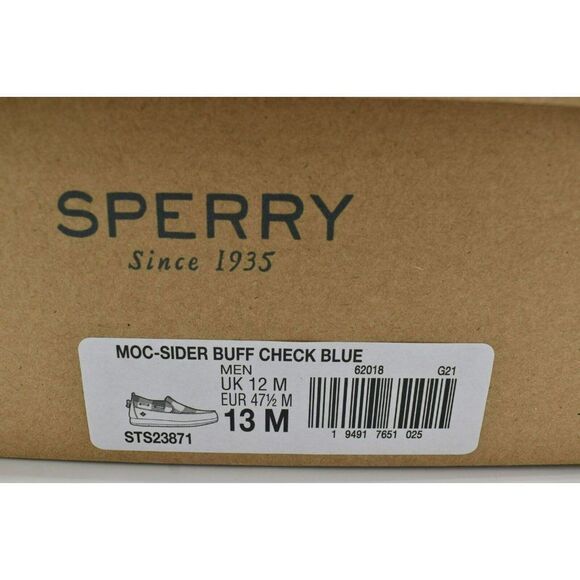 SPERRY
Since 1935
MOC-SIDER BUFF CHECK BLUE
MEN 62018 G21
UK 12 M
EUR 47½ M
13 M
STS23871 1 9491 7651 025